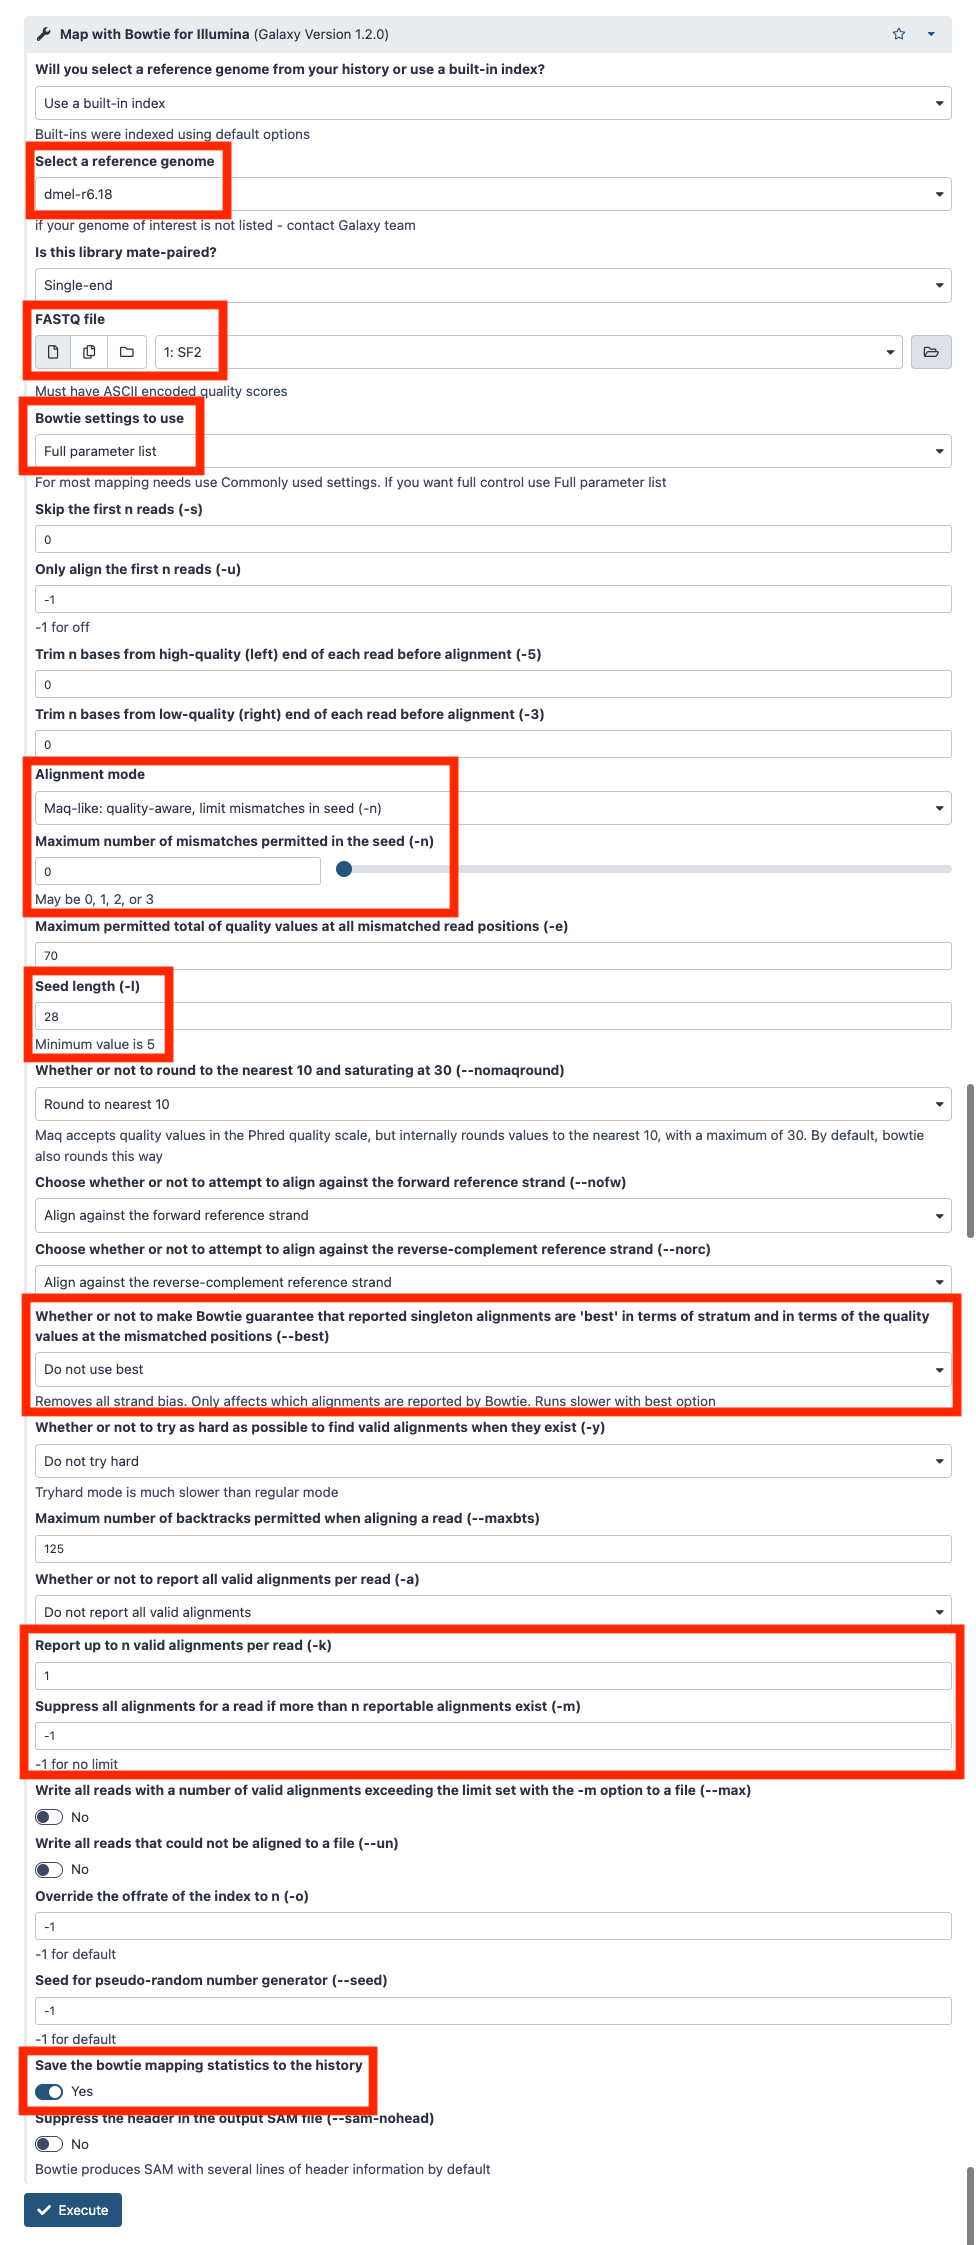 Map with Bowtie for Illumina (Galaxy Version 1.2.0)
Will you select a reference genome from your history or use a built-in index?
Use a built-in index
Built-ins were indexed using default options
Select a reference genome
dmel-r6.18
if your genome of interest is not listed - contact Galaxy team
Is this library mate-paired?
Single-end
FASTQ file
1: SF2
Must have ASCII encoded quality scores
Bowtie settings to use
Full parameter list
For most mapping needs use Commonly used settings. If you want full control use Full parameter list
Skip the first n reads (-s)
0
Only align the first n reads (-u)
-1
-1 for off
Trim n bases from high-quality (left) end of each read before alignment (-5)
0
Trim n bases from low-quality (right) end of each read before alignment (-3)
0
Alignment mode
Maq-like: quality-aware, limit mismatches in seed (-n)
Maximum number of mismatches permitted in the seed (-n)
0
May be 0, 1, 2, or 3
Maximum permitted total of quality values at all mismatched read positions (-e)
70
Seed length (-l)
28
Minimum value is 5
Whether or not to round to the nearest 10 and saturating at 30 (--nomaqround)
Round to nearest 10
Maq accepts quality values in the Phred quality scale, but internally rounds values to the nearest 10, with a maximum of 30. By default, bowtie
also rounds this way
Choose whether or not to attempt to align against the forward reference strand (--nofw)
Align against the forward reference strand
Choose whether or not to attempt to align against the reverse-complement reference strand (--norc)
Align against the reverse-complement reference strand
Whether or not to make Bowtie guarantee that reported singleton alignments are 'best' in terms of stratum and in terms of the quality
values at the mismatched positions (--best)
Do not use best
Removes all strand bias. Only affects which alignments are reported by Bowtie. Runs slower with best option
Whether or not to try as hard as possible to find valid alignments when they exist (-y)
Do not try hard
Tryhard mode is much slower than regular mode
Maximum number of backtracks permitted when aligning a read (--maxbts)
125
Whether or not to report all valid alignments per read (-a)
Do not report all valid alignments
Report up to n valid alignments per read (-k)
1
Suppress all alignments for a read if more than n reportable alignments exist (-m)
-1
-1 for no limit
Write all reads with a number of valid alignments exceeding the limit set with the -m option to a file (--max)
No
Write all reads that could not be aligned to a file (--un)
No
Override the offrate of the index to n (-o)
-1
-1 for default
Seed for pseudo-random number generator (--seed)
-1
-1 for default
Save the bowtie mapping statistics to the history
Yes
Suppress the header in the output SAM file (--sam-nohead)
No
Bowtie produces SAM with several lines of header information by default
Execute